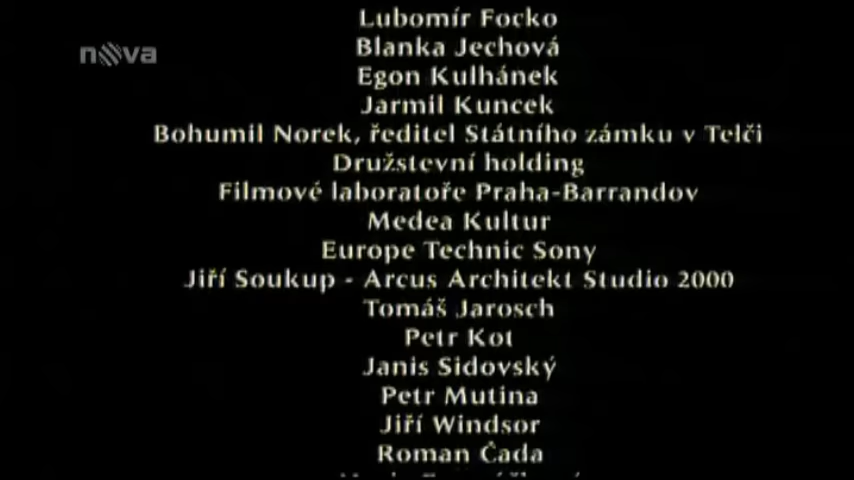 Lubomír Focko
nova
Blanka Jechová
Egon Kulhánek
Jarmil Kuncek
Bohumil Norek, ředitel Státního zámku v Telči
Družstevní holding
Filmové laboratoře Praha-Barrandov
Medea Kultur
Europe Technic Sony
Jiří Soukup - Arcus Architekt Studio 2000
Tomáš Jarosch
Petr Kot
Janis Sidovský
Petr Mutina
Jiří Windsor
Roman Čada